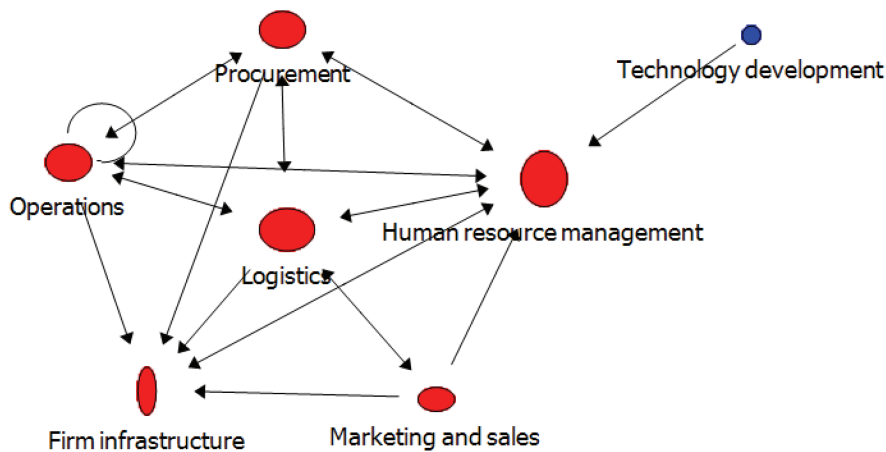 Procurement
Technology development
Operations
Human resource management
Logistics
Firm infrastructure
Marketing and sales